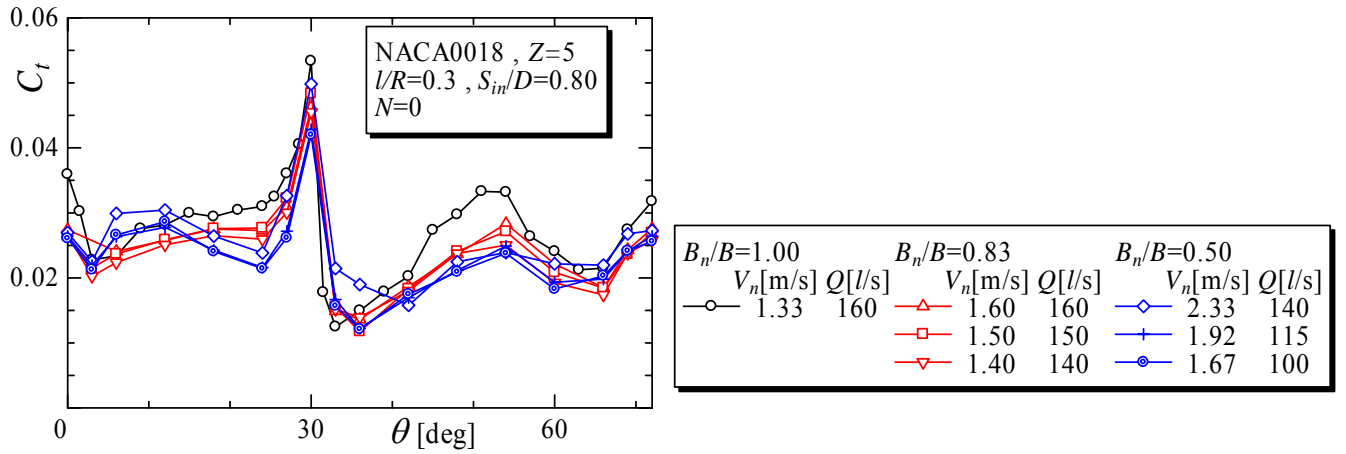 0.06
0.04
0.02
0
30
60
C_t
θ [deg]
NACA0018 , Z=5
l/R=0.3 , S_in/D=0.80
N=0
B_n/B=1.00 B_n/B=0.83 B_n/B=0.50
V_n[m/s] Q[l/s] V_n[m/s] Q[l/s] V_n[m/s] Q[l/s]
1.33 160 1.60 160 2.33 140
1.50 150 1.92 115
1.40 140 1.67 100